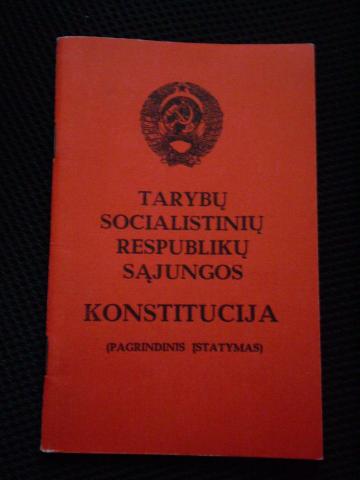 TARYBŲ
SOCIALISTINIŲ
RESPUBLIKŲ
SĄJUNGOS
KONSTITUCIJA
(PAGRINDINIS ĮSTATYMAS)